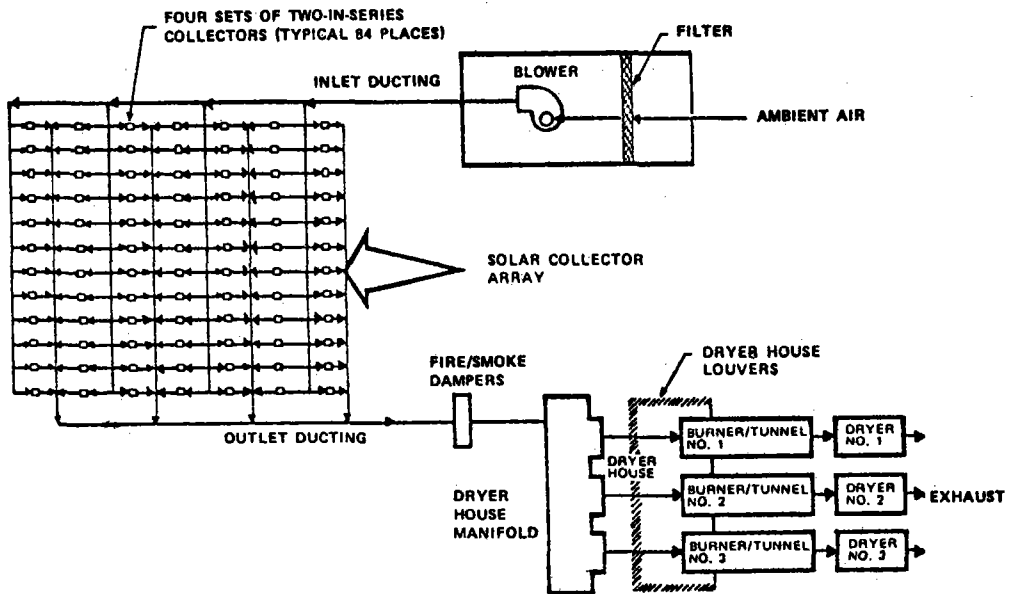 FOUR SETS OF TWO-IN-SERIES
COLLECTORS (TYPICAL 84 PLACES)
FILTER
INLET DUCTING
BLOWER
AMBIENT AIR
SOLAR COLLECTOR
ARRAY
FIRE/SMOKE
DAMPERS
DRYER HOUSE
LOUVERS
OUTLET DUCTING
DRYER
HOUSE
MANIFOLD
DRYER
HOUSE
BURNER/TUNNEL
NO. 1
DRYER
NO. 1
BURNER/TUNNEL
NO. 2
DRYER
NO. 2
EXHAUST
BURNER/TUNNEL
NO. 3
DRYER
NO. 3